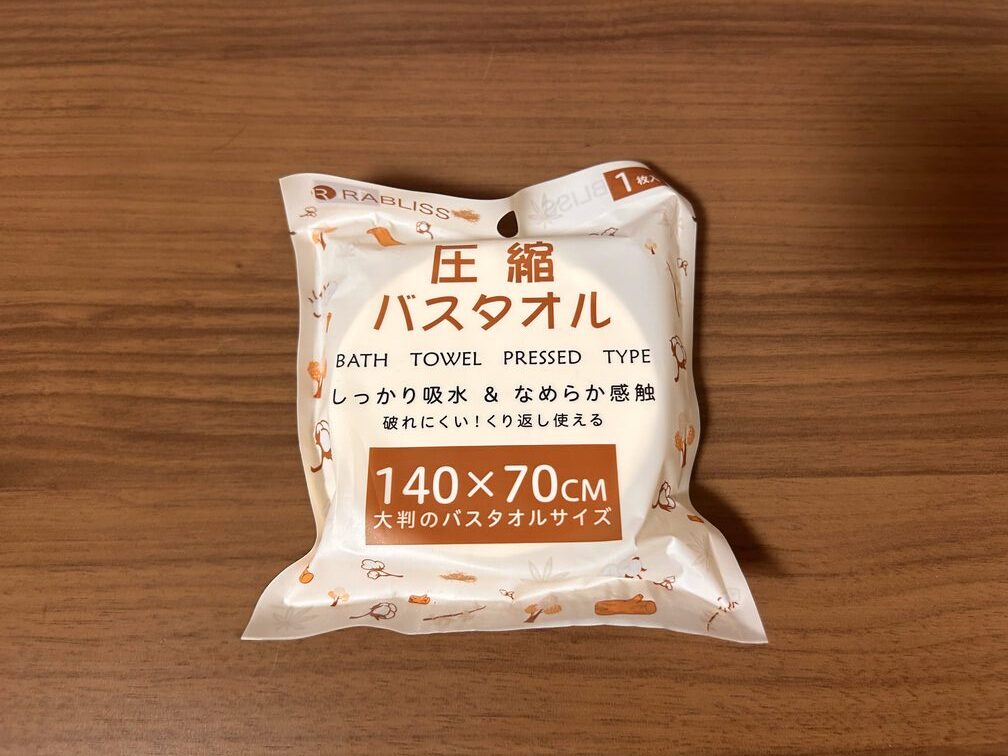 RABLISS
1枚入
圧縮
バスタオル
BATH TOWEL PRESSED TYPE
しっかり吸水 & なめらか感触
破れにくい!くり返し使える
140×70CM
大判のバスタオルサイズ